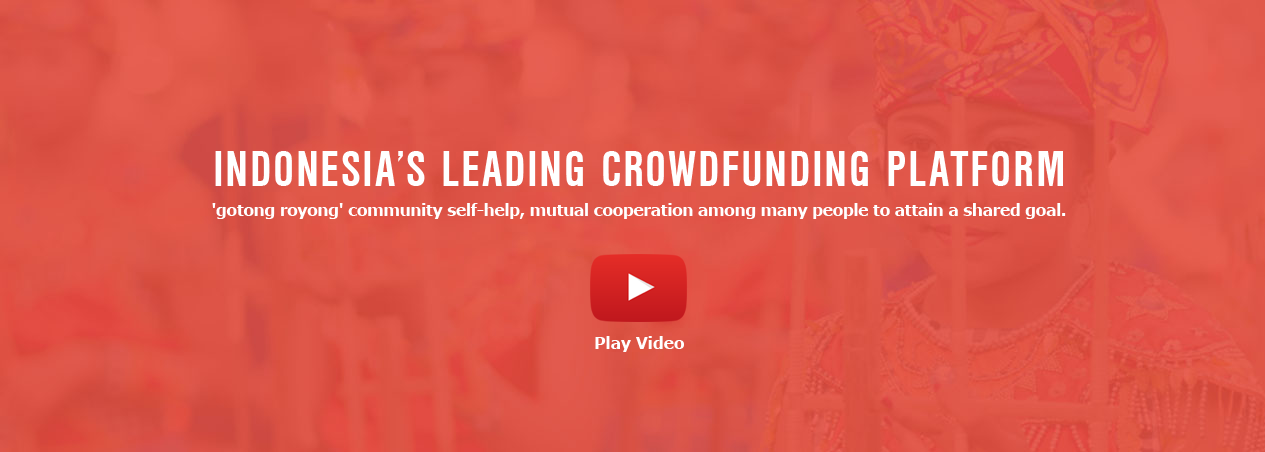 INDONESIA’S LEADING CROWDFUNDING PLATFORM
'gotong royong' community self-help, mutual cooperation among many people to attain a shared goal.
Play Video